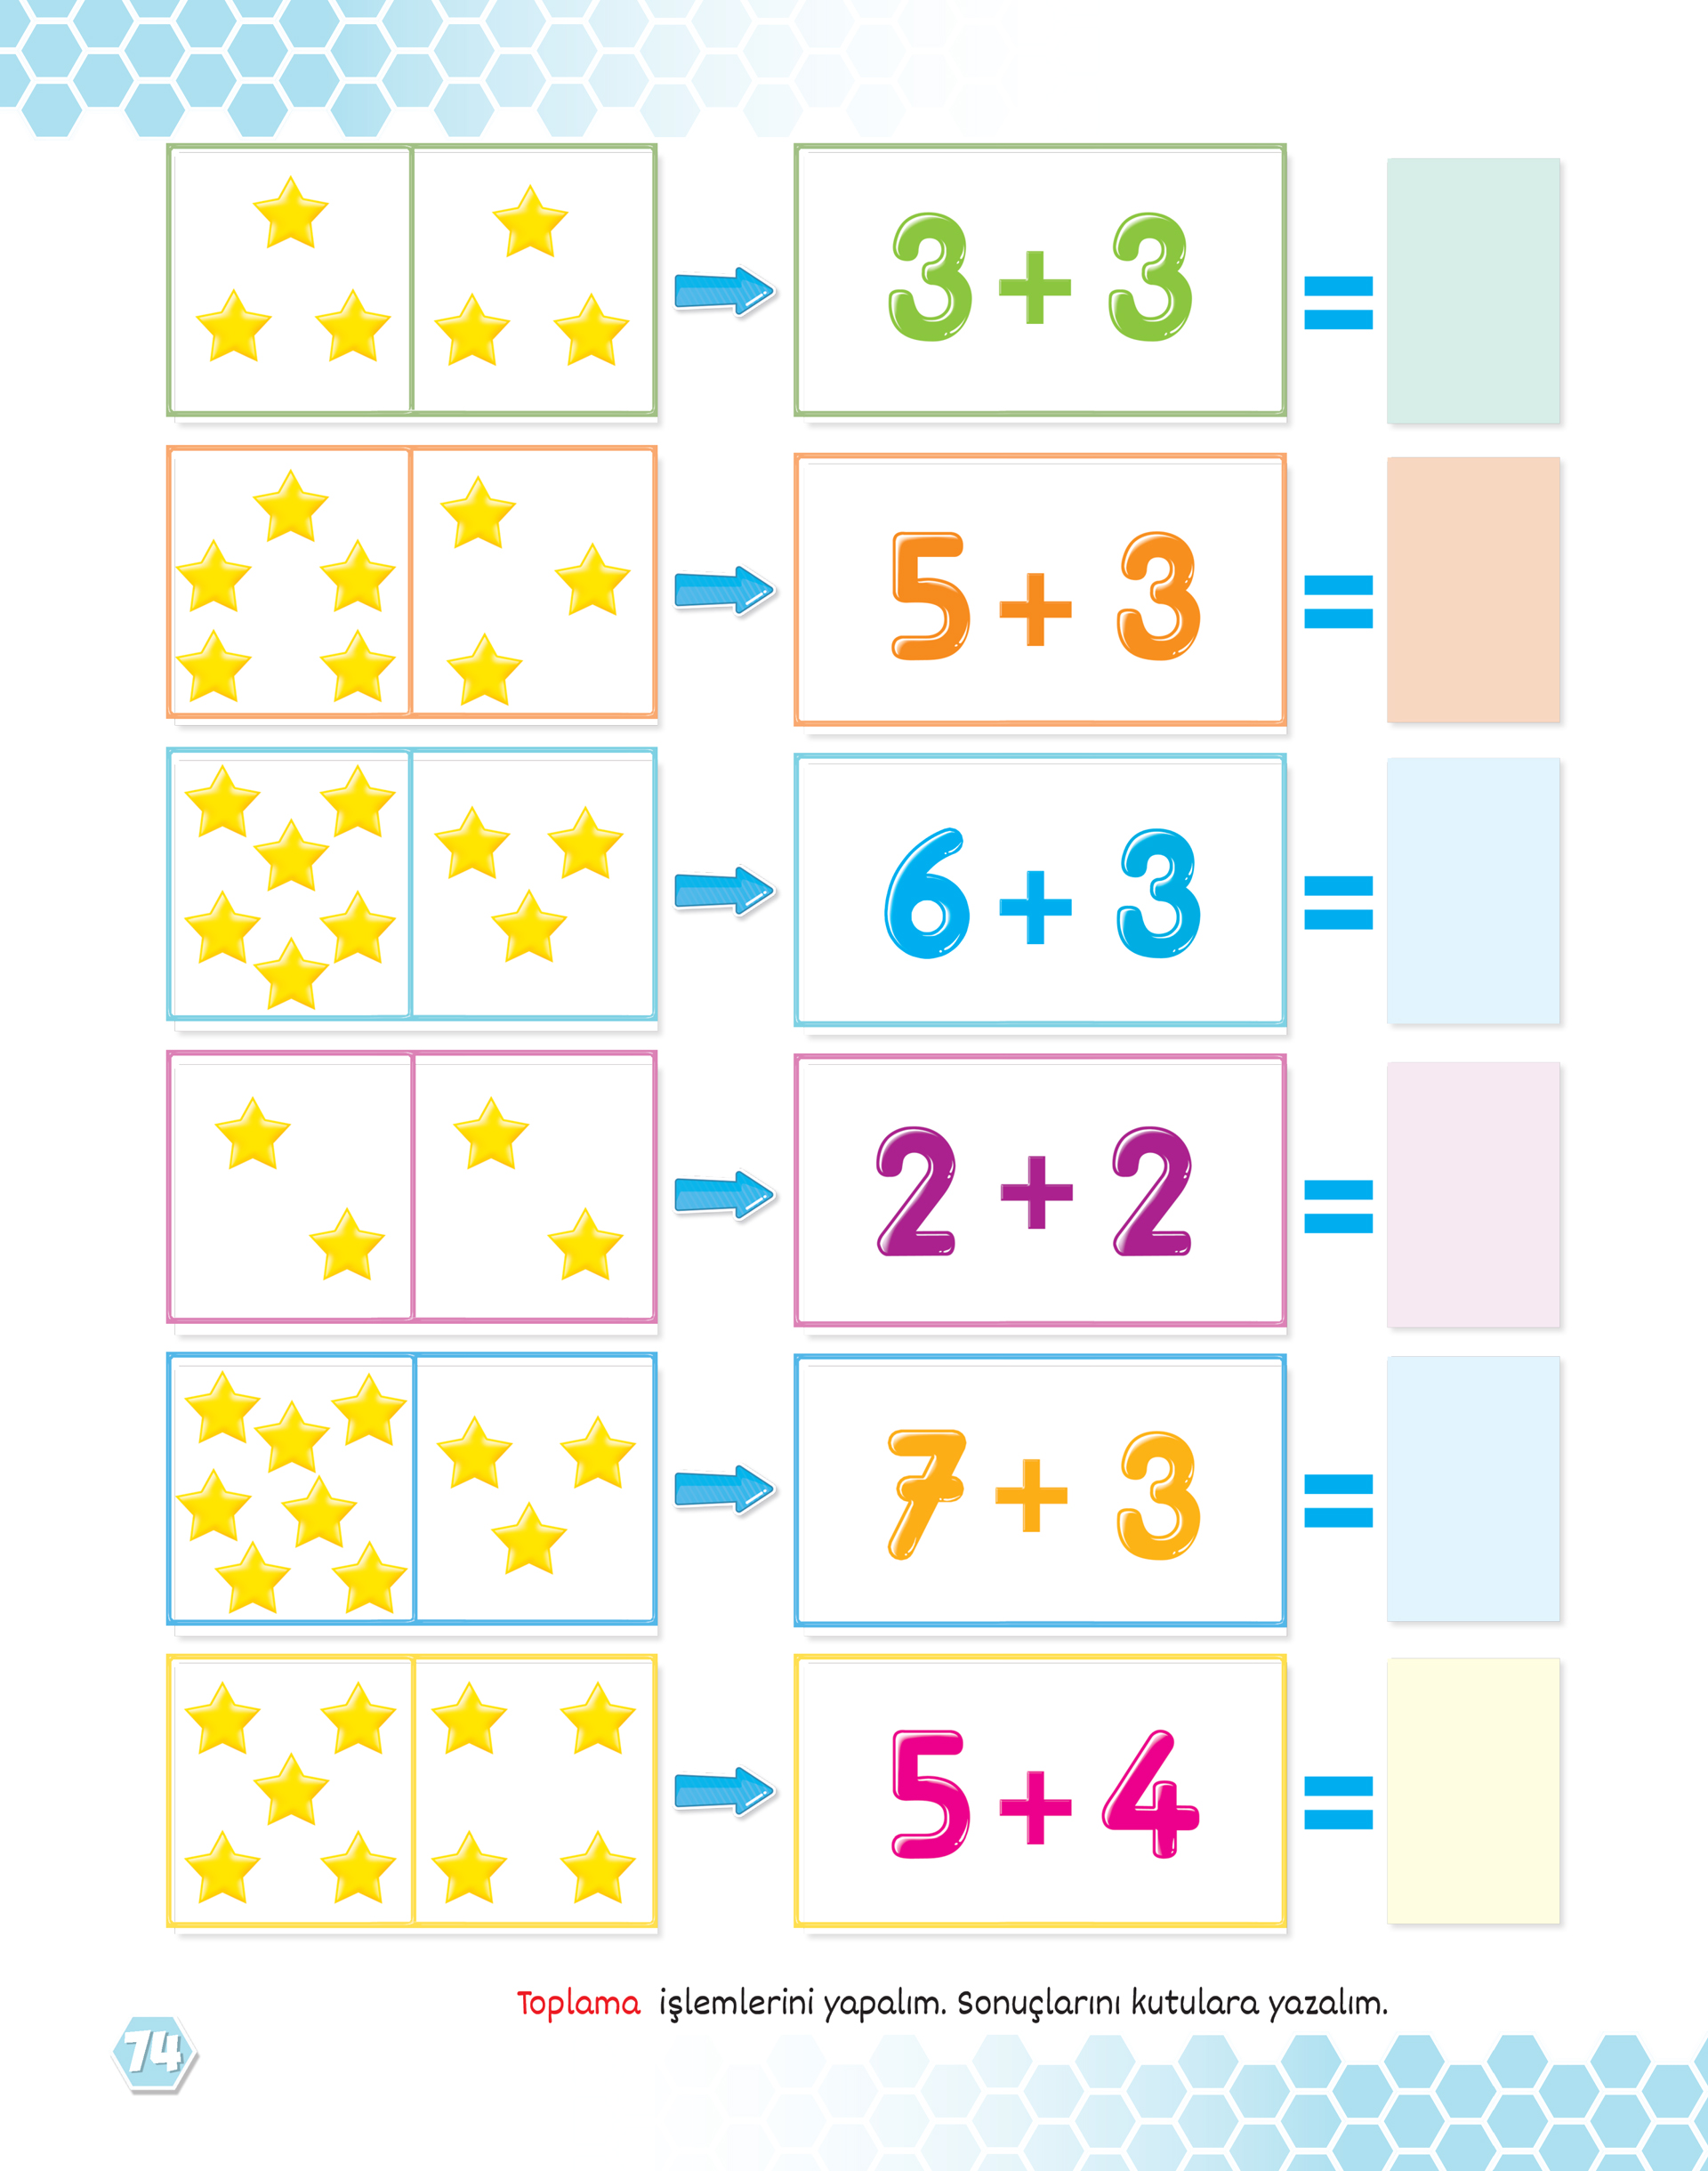 3 + 3 =
5 + 3 =
6 + 3 =
2 + 2 =
7 + 3 =
5 + 4 =
Toplama işlemlerini yapalım. Sonuçlarını kutulara yazalım.
74